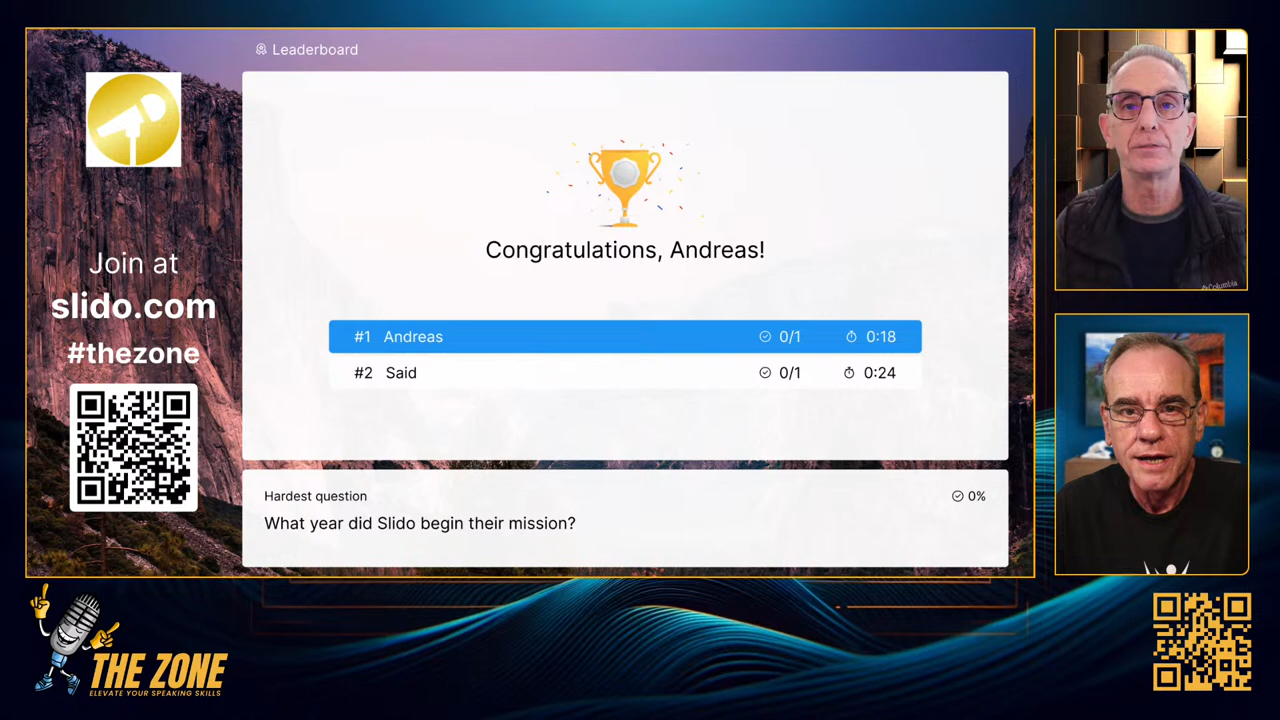 Leaderboard
Join at
slido.com
#thezone
Congratulations, Andreas!
#1 Andreas 0/1 0:18
#2 Said 0/1 0:24
Hardest question 0%
What year did Slido begin their mission?
Columbia
THE ZONE
ELEVATE YOUR SPEAKING SKILLS